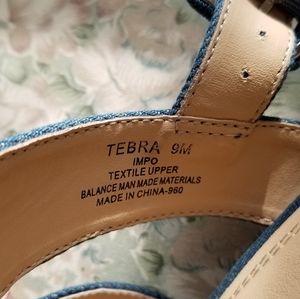 TEBRA 9M
IMPO
TEXTILE UPPER
BALANCE MAN MADE MATERIALS
MADE IN CHINA-960